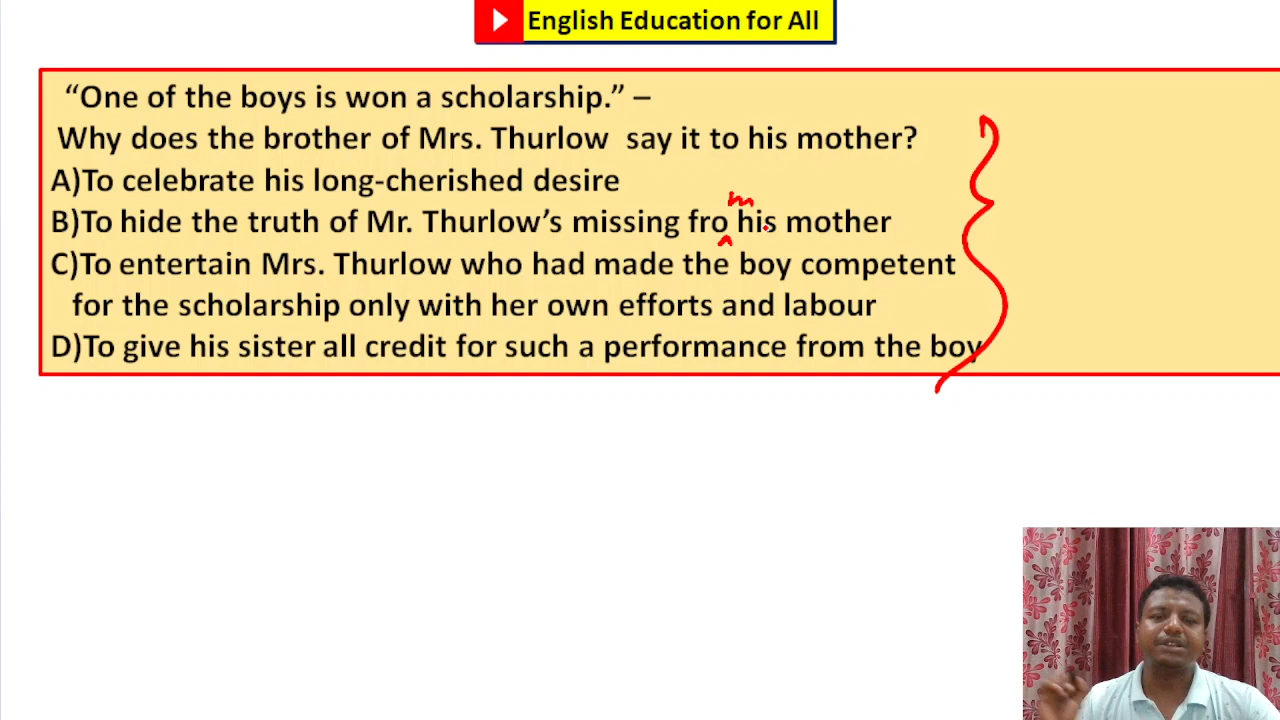 English Education for All
“One of the boys is won a scholarship.” –
Why does the brother of Mrs. Thurlow say it to his mother?
A)To celebrate his long-cherished desire
m
B)To hide the truth of Mr. Thurlow’s missing fro his mother
C)To entertain Mrs. Thurlow who had made the boy competent
for the scholarship only with her own efforts and labour
D)To give his sister all credit for such a performance from the boy